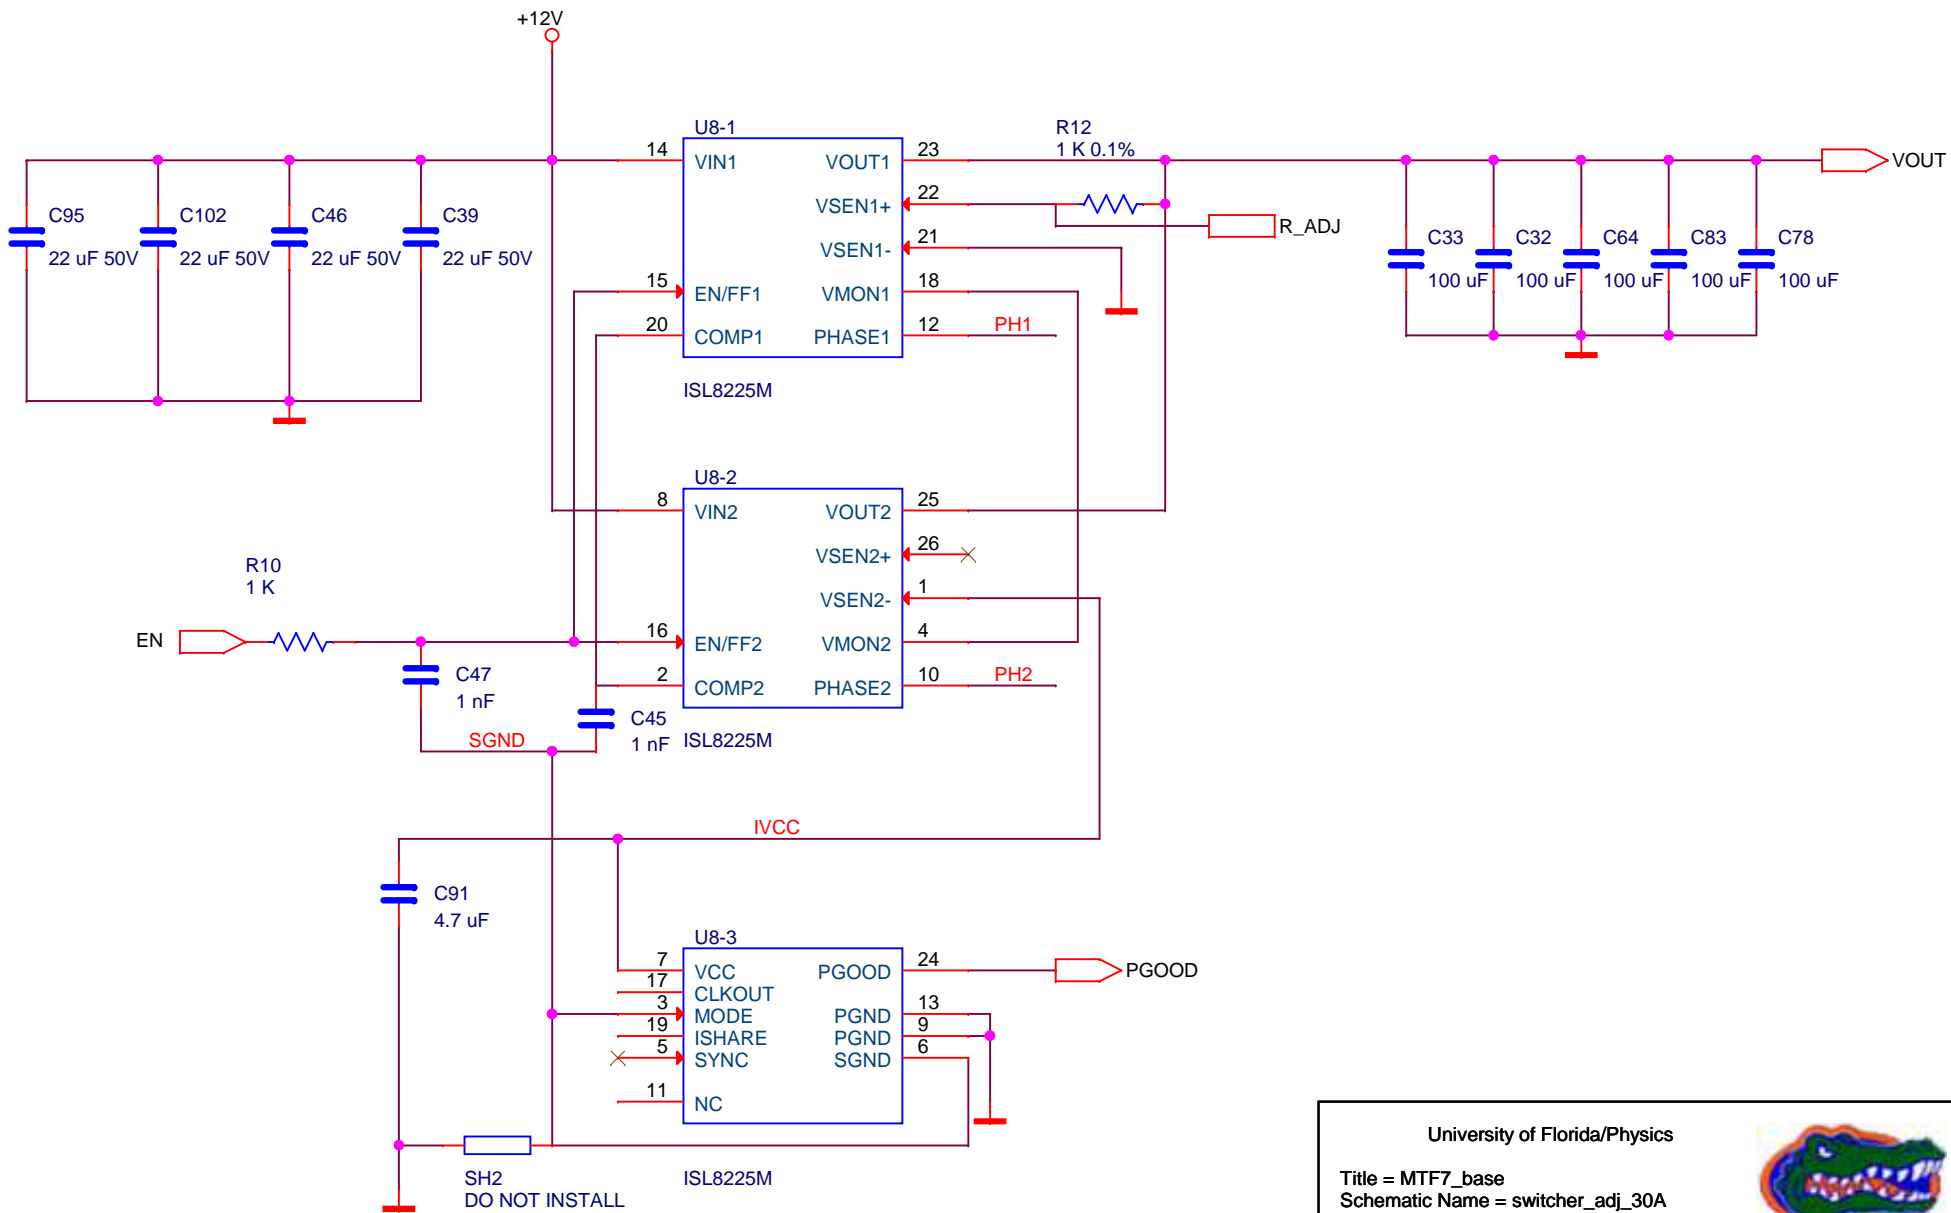 +12V
U8-1
R12
1 K 0.1%
14 VIN1 VOUT1 23
VOUT
VSEN1+ 22
R_ADJ
VSEN1- 21
C95
22 uF 50V
C102
22 uF 50V
C46
22 uF 50V
C39
22 uF 50V
C33
100 uF
C32
100 uF
C64
100 uF
C83
100 uF
C78
100 uF
15 EN/FF1 VMON1 18
20 COMP1 PHASE1 12 PH1
ISL8225M
U8-2
8 VIN2 VOUT2 25
VSEN2+ 26
VSEN2- 1
R10
1 K
EN
16 EN/FF2 VMON2 4
2 COMP2 PHASE2 10 PH2
C47
1 nF
C45
1 nF
SGND
ISL8225M
IVCC
C91
4.7 uF
U8-3
7 VCC PGOOD 24 PGOOD
17 CLKOUT
3 MODE PGND 13
19 ISHARE PGND 9
5 SYNC SGND 6
11 NC
SH2
DO NOT INSTALL
ISL8225M
University of Florida/Physics
Title = MTF7_base
Schematic Name = switcher_adj_30A